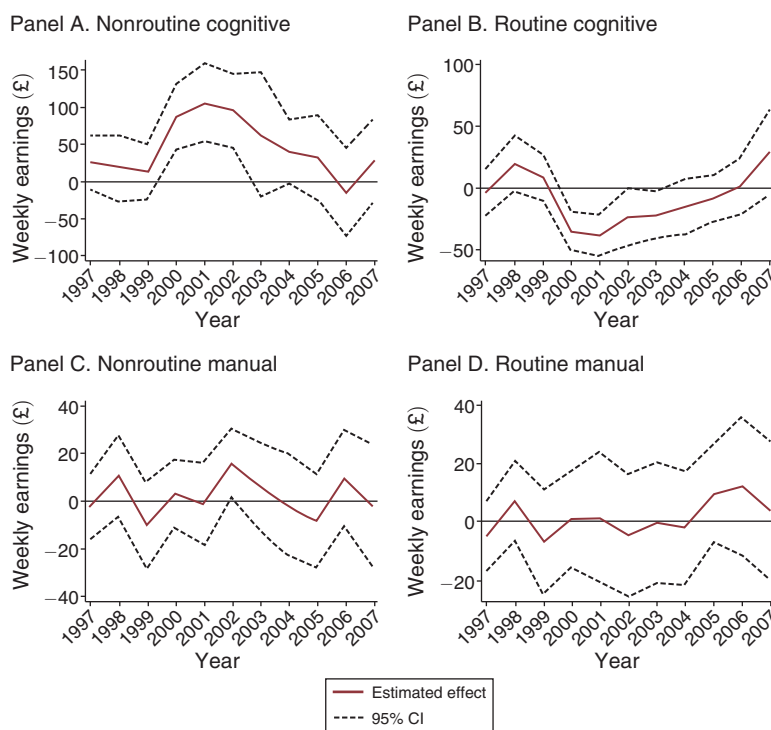 Panel A. Nonroutine cognitive
Weekly earnings (£)
150
100
50
0
−50
−100
1997 1998 1999 2000 2001 2002 2003 2004 2005 2006 2007
Year
Panel B. Routine cognitive
Weekly earnings (£)
100
50
0
−50
1997 1998 1999 2000 2001 2002 2003 2004 2005 2006 2007
Year
Panel C. Nonroutine manual
Weekly earnings (£)
40
20
0
−20
−40
1997 1998 1999 2000 2001 2002 2003 2004 2005 2006 2007
Year
Panel D. Routine manual
Weekly earnings (£)
40
20
0
−20
1997 1998 1999 2000 2001 2002 2003 2004 2005 2006 2007
Year
Estimated effect
95% CI